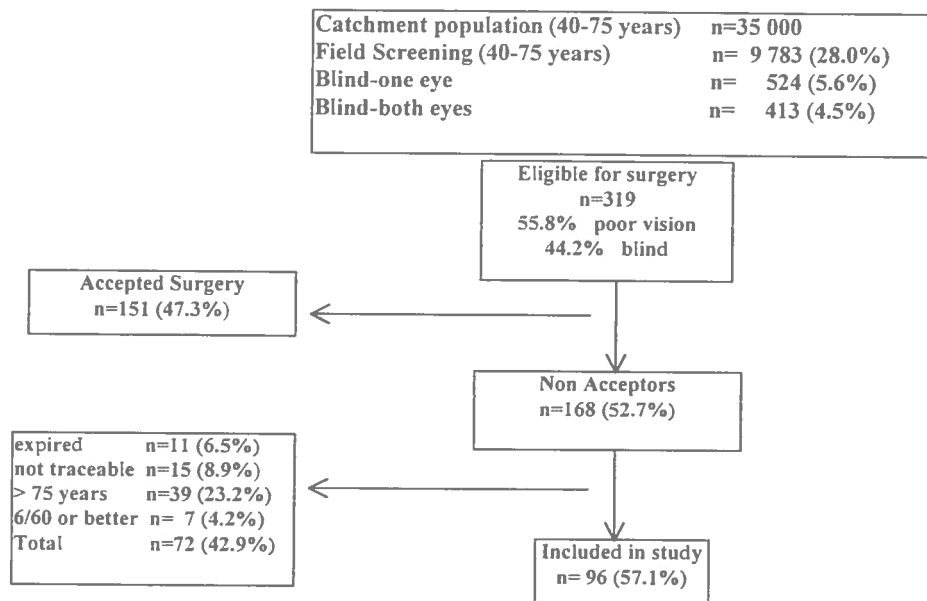 Catchment population (40-75 years) n=35 000
Field Screening (40-75 years) n= 9 783 (28.0%)
Blind-one eye n= 524 (5.6%)
Blind-both eyes n= 413 (4.5%)
Eligible for surgery
n=319
55.8% poor vision
44.2% blind
Accepted Surgery
n=151 (47.3%)
Non Acceptors
n=168 (52.7%)
expired n=11 (6.5%)
not traceable n=15 (8.9%)
> 75 years n=39 (23.2%)
6/60 or better n= 7 (4.2%)
Total n=72 (42.9%)
Included in study
n= 96 (57.1%)